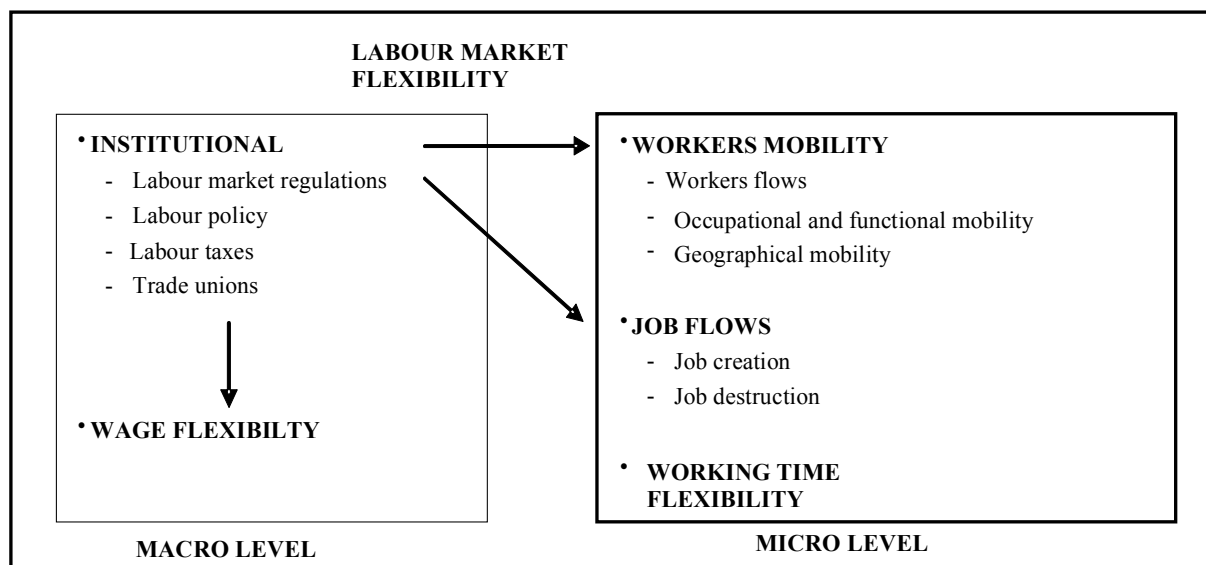 LABOUR MARKET
FLEXIBILITY
• INSTITUTIONAL
- Labour market regulations
- Labour policy
- Labour taxes
- Trade unions
• WAGE FLEXIBILTY
MACRO LEVEL
• WORKERS MOBILITY
- Workers flows
- Occupational and functional mobility
- Geographical mobility
• JOB FLOWS
- Job creation
- Job destruction
• WORKING TIME
FLEXIBILITY
MICRO LEVEL